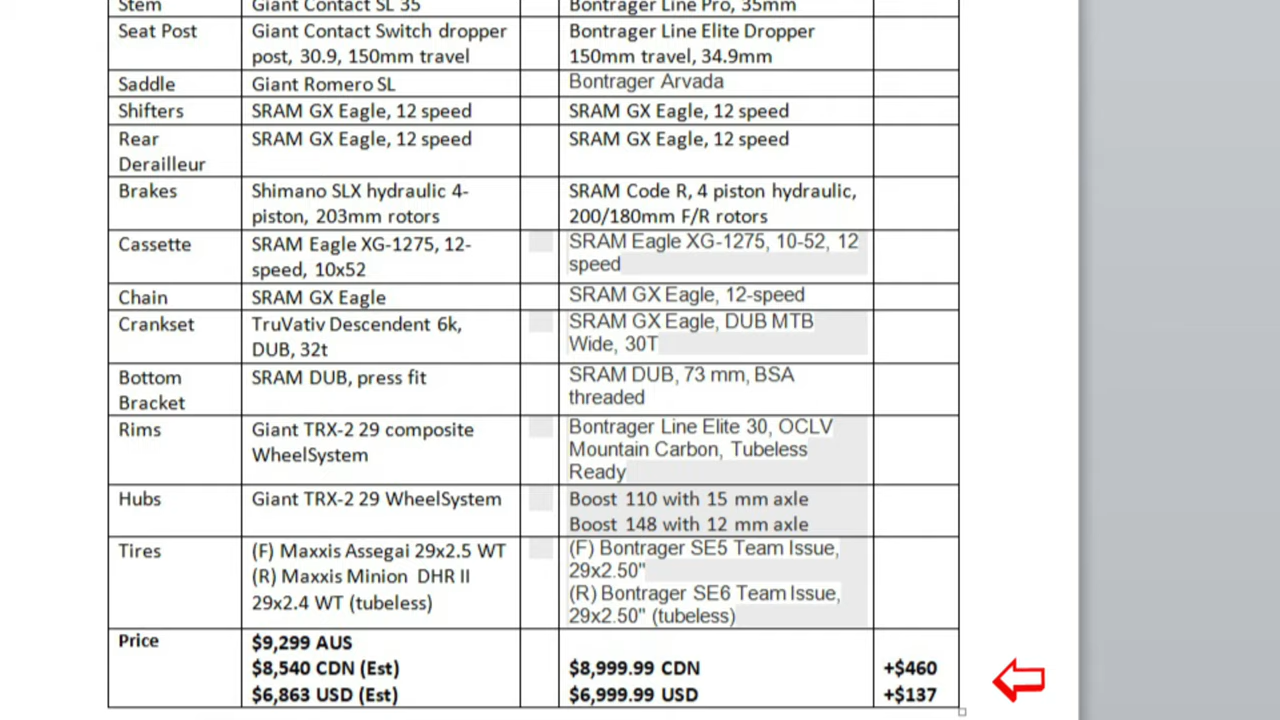 Stem Giant Contact SL 35 Bontrager Line Pro, 35mm
Seat Post Giant Contact Switch dropper Bontrager Line Elite Dropper
post, 30.9, 150mm travel 150mm travel, 34.9mm
Saddle Giant Romero SL Bontrager Arvada
Shifters SRAM GX Eagle, 12 speed SRAM GX Eagle, 12 speed
Rear SRAM GX Eagle, 12 speed SRAM GX Eagle, 12 speed
Derailleur
Brakes Shimano SLX hydraulic 4- SRAM Code R, 4 piston hydraulic,
piston, 203mm rotors 200/180mm F/R rotors
Cassette SRAM Eagle XG-1275, 12- SRAM Eagle XG-1275, 10-52, 12
speed, 10x52 speed
Chain SRAM GX Eagle SRAM GX Eagle, 12-speed
Crankset TruVativ Descendent 6k, SRAM GX Eagle, DUB MTB
DUB, 32t Wide, 30T
Bottom SRAM DUB, press fit SRAM DUB, 73 mm, BSA
Bracket threaded
Rims Giant TRX-2 29 composite Bontrager Line Elite 30, OCLV
WheelSystem Mountain Carbon, Tubeless
Ready
Hubs Giant TRX-2 29 WheelSystem Boost 110 with 15 mm axle
Boost 148 with 12 mm axle
Tires (F) Maxxis Assegai 29x2.5 WT (F) Bontrager SE5 Team Issue,
(R) Maxxis Minion DHR II 29x2.50"
29x2.4 WT (tubeless) (R) Bontrager SE6 Team Issue,
29x2.50" (tubeless)
Price $9,299 AUS
$8,540 CDN (Est) $8,999.99 CDN +$460
$6,863 USD (Est) $6,999.99 USD +$137